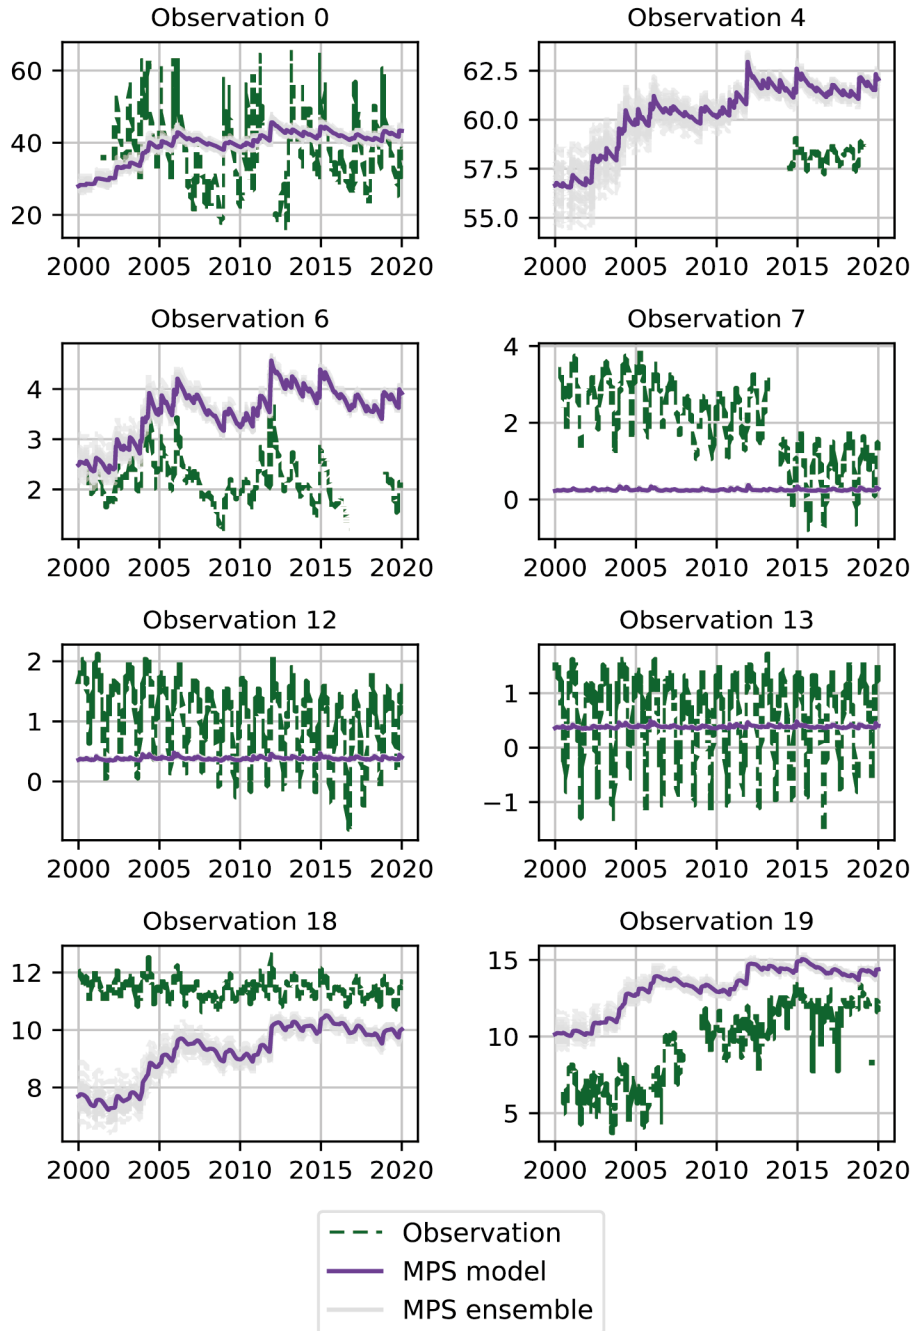 Observation 0
Observation 4
60
40
20
62.5
60.0
57.5
55.0
2000 2005 2010 2015 2020
2000 2005 2010 2015 2020
Observation 6
Observation 7
4
3
2
4
2
0
2000 2005 2010 2015 2020
2000 2005 2010 2015 2020
Observation 12
Observation 13
2
1
0
1
0
−1
2000 2005 2010 2015 2020
2000 2005 2010 2015 2020
Observation 18
Observation 19
12
10
8
15
10
5
2000 2005 2010 2015 2020
2000 2005 2010 2015 2020
Observation
MPS model
MPS ensemble